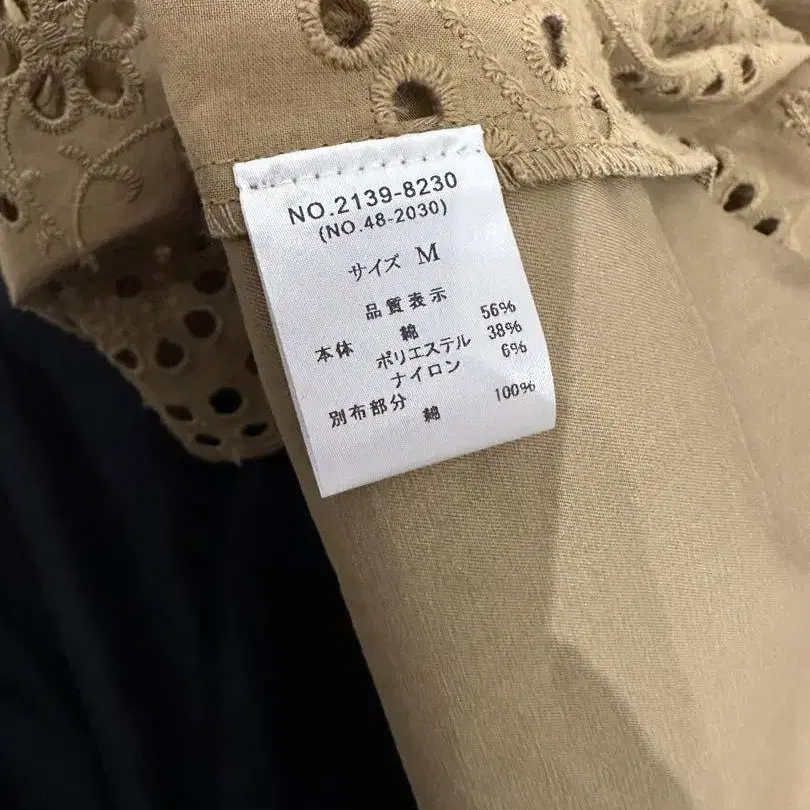 NO.2139-8230
(NO.48-2030)
サイズ M
品質表示
本体 綿 56%
ポリエステル 38%
ナイロン 6%
別布部分 綿 100%